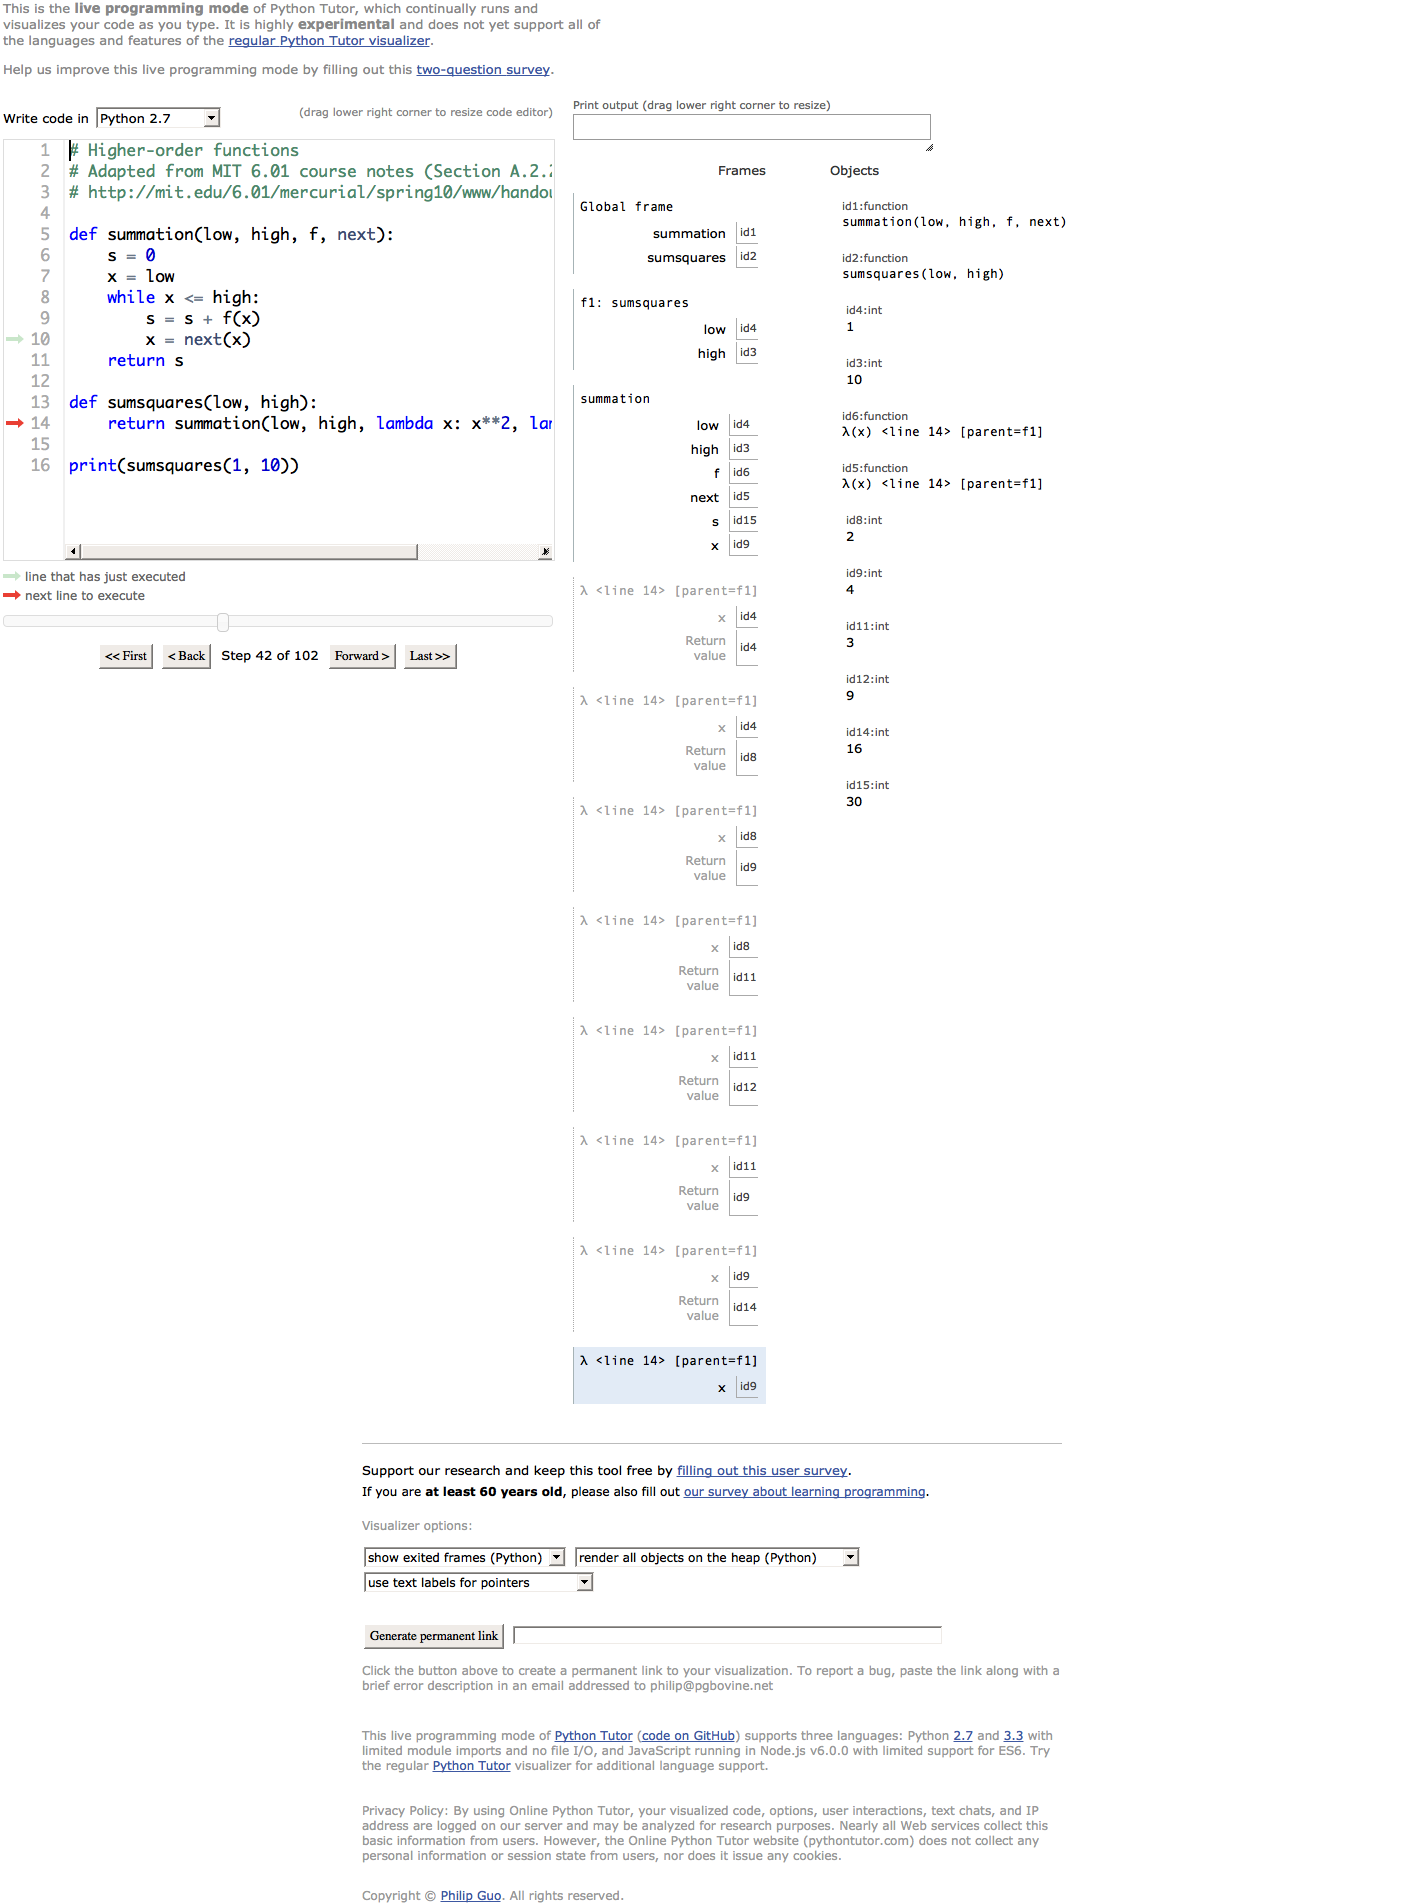 This is the live programming mode of Python Tutor, which continually runs and
visualizes your code as you type. It is highly experimental and does not yet support all of
the languages and features of the regular Python Tutor visualizer.
Help us improve this live programming mode by filling out this two-question survey.
Write code in Python 2.7
(drag lower right corner to resize code editor)
1 # Higher-order functions
2 # Adapted from MIT 6.01 course notes (Section A.2.2
3 # http://mit.edu/6.01/mercurial/spring10/www/handou
4
5 def summation(low, high, f, next):
6 s = 0
7 x = low
8 while x <= high:
9 s = s + f(x)
10 x = next(x)
11 return s
12
13 def sumsquares(low, high):
14 return summation(low, high, lambda x: x**2, lam
15
16 print(sumsquares(1, 10))
line that has just executed
next line to execute
<< First < Back Step 42 of 102 Forward > Last >>
Print output (drag lower right corner to resize)
Frames
Global frame
summation id1
sumsquares id2
f1: sumsquares
low id4
high id3
summation
low id4
high id3
f id6
next id5
s id15
x id9
λ <line 14> [parent=f1]
x id4
Return
value id4
λ <line 14> [parent=f1]
x id4
Return
value id8
λ <line 14> [parent=f1]
x id8
Return
value id9
λ <line 14> [parent=f1]
x id8
Return
value id11
λ <line 14> [parent=f1]
x id11
Return
value id12
λ <line 14> [parent=f1]
x id11
Return
value id9
λ <line 14> [parent=f1]
x id9
Return
value id14
λ <line 14> [parent=f1]
x id9
Objects
id1:function
summation(low, high, f, next)
id2:function
sumsquares(low, high)
id4:int
1
id3:int
10
id6:function
λ(x) <line 14> [parent=f1]
id5:function
λ(x) <line 14> [parent=f1]
id8:int
2
id9:int
4
id11:int
3
id12:int
9
id14:int
16
id15:int
30
Support our research and keep this tool free by filling out this user survey.
If you are at least 60 years old, please also fill out our survey about learning programming.
Visualizer options:
show exited frames (Python) render all objects on the heap (Python)
use text labels for pointers
Generate permanent link
Click the button above to create a permanent link to your visualization. To report a bug, paste the link along with a
brief error description in an email addressed to philip@pgbovine.net
This live programming mode of Python Tutor (code on GitHub) supports three languages: Python 2.7 and 3.3 with
limited module imports and no file I/O, and JavaScript running in Node.js v6.0.0 with limited support for ES6. Try
the regular Python Tutor visualizer for additional language support.
Privacy Policy: By using Online Python Tutor, your visualized code, options, user interactions, text chats, and IP
address are logged on our server and may be analyzed for research purposes. Nearly all Web services collect this
basic information from users. However, the Online Python Tutor website (pythontutor.com) does not collect any
personal information or session state from users, nor does it issue any cookies.
Copyright © Philip Guo. All rights reserved.